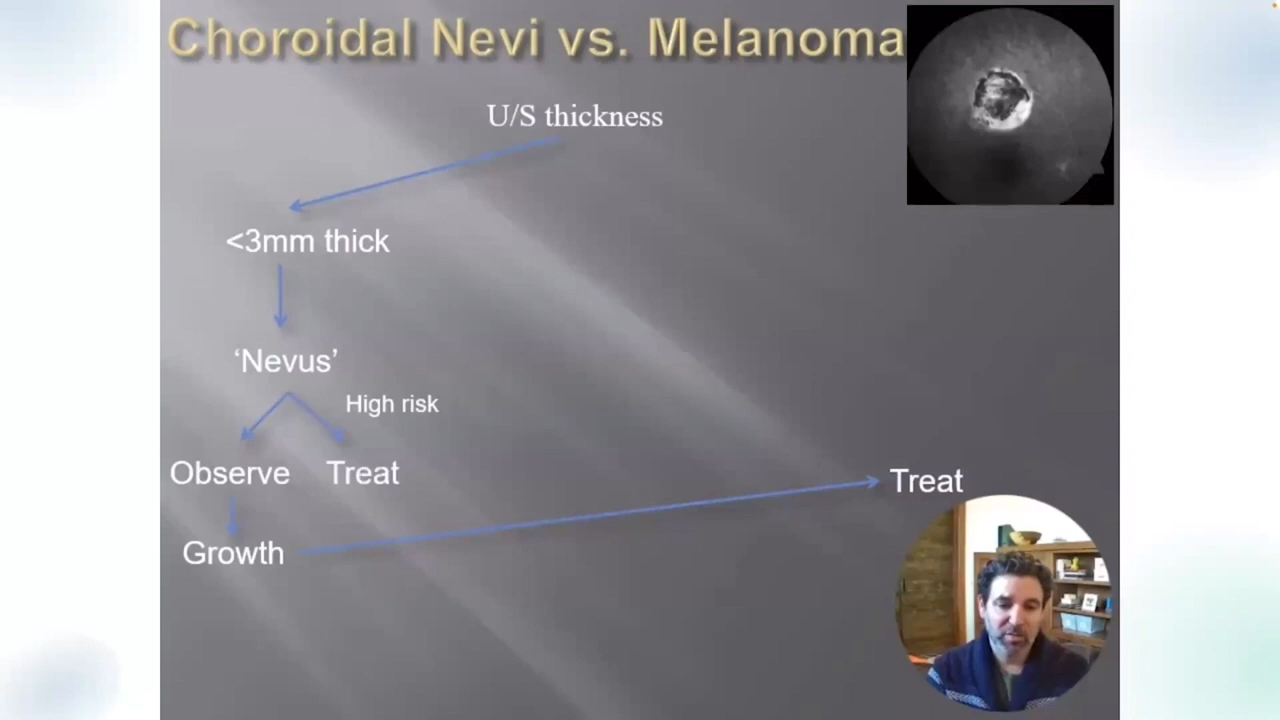 Choroidal Nevi vs. Melanoma
U/S thickness
<3mm thick
‘Nevus’
High risk
Observe
Treat
Treat
Growth